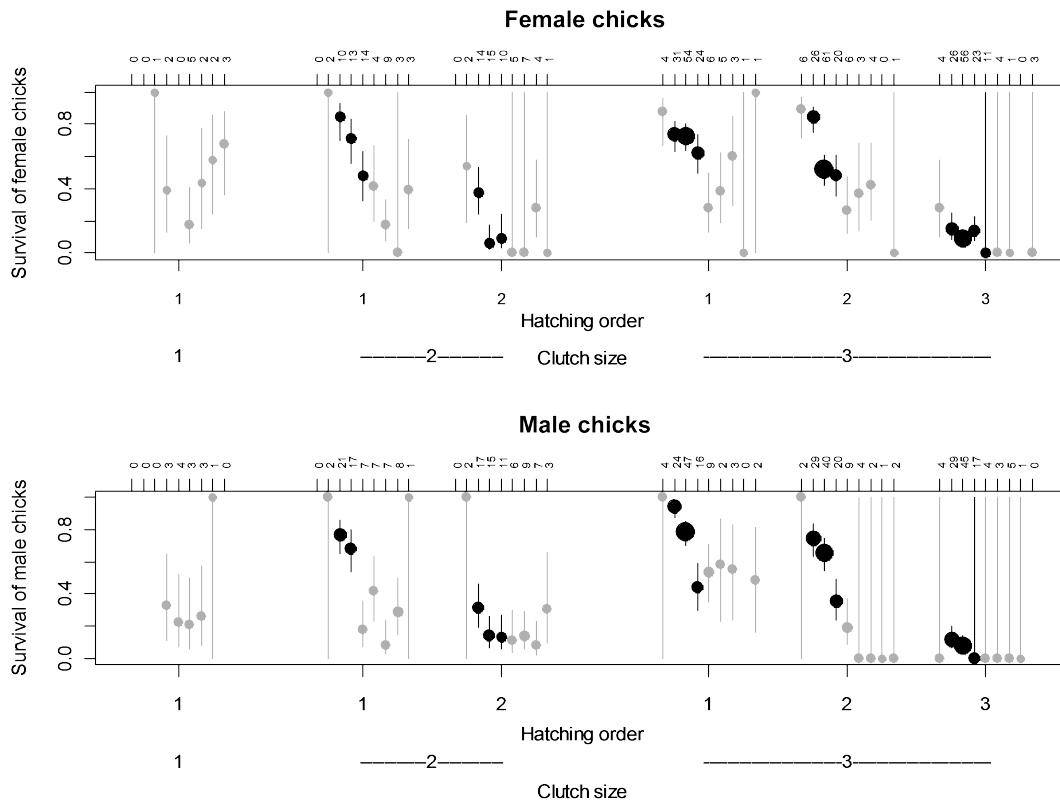 Female chicks
0 0 1 2 0 5 2 2 3 0 2 10 13 14 4 9 3 3 0 2 14 15 10 5 7 4 1 4 31 54 24 6 5 3 1 1 6 26 61 20 6 3 4 0 1 4 26 56 23 11 4 1 0 3
Survival of female chicks
0.8
0.4
0.0
1 1 2 1 2 3
Hatching order
1 2 Clutch size 3
Male chicks
0 0 0 3 4 3 3 1 0 0 2 21 17 7 7 7 8 1 0 2 17 15 11 6 9 7 3 4 24 47 16 9 2 3 0 2 2 29 40 20 9 4 2 1 2 4 29 45 17 4 3 5 1 0
Survival of male chicks
0.8
0.4
0.0
1 1 2 1 2 3
Hatching order
1 2 3
Clutch size